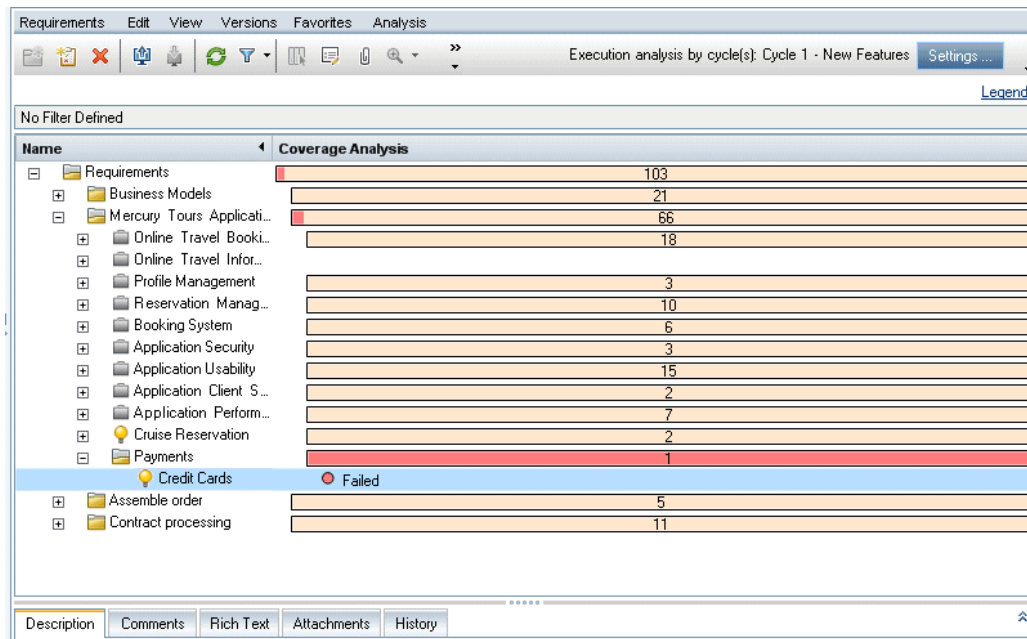 Requirements Edit View Versions Favorites Analysis
» Execution analysis by cycle(s): Cycle 1 - New Features Settings ...
Legend
No Filter Defined
Name Coverage Analysis
Requirements 103
Business Models 21
Mercury Tours Applicati... 66
Online Travel Booki... 18
Online Travel Infor...
Profile Management 3
Reservation Manag... 10
Booking System 6
Application Security 3
Application Usability 15
Application Client S... 2
Application Perform... 7
Cruise Reservation 2
Payments 1
Credit Cards Failed
Assemble order 5
Contract processing 11
Description Comments Rich Text Attachments History